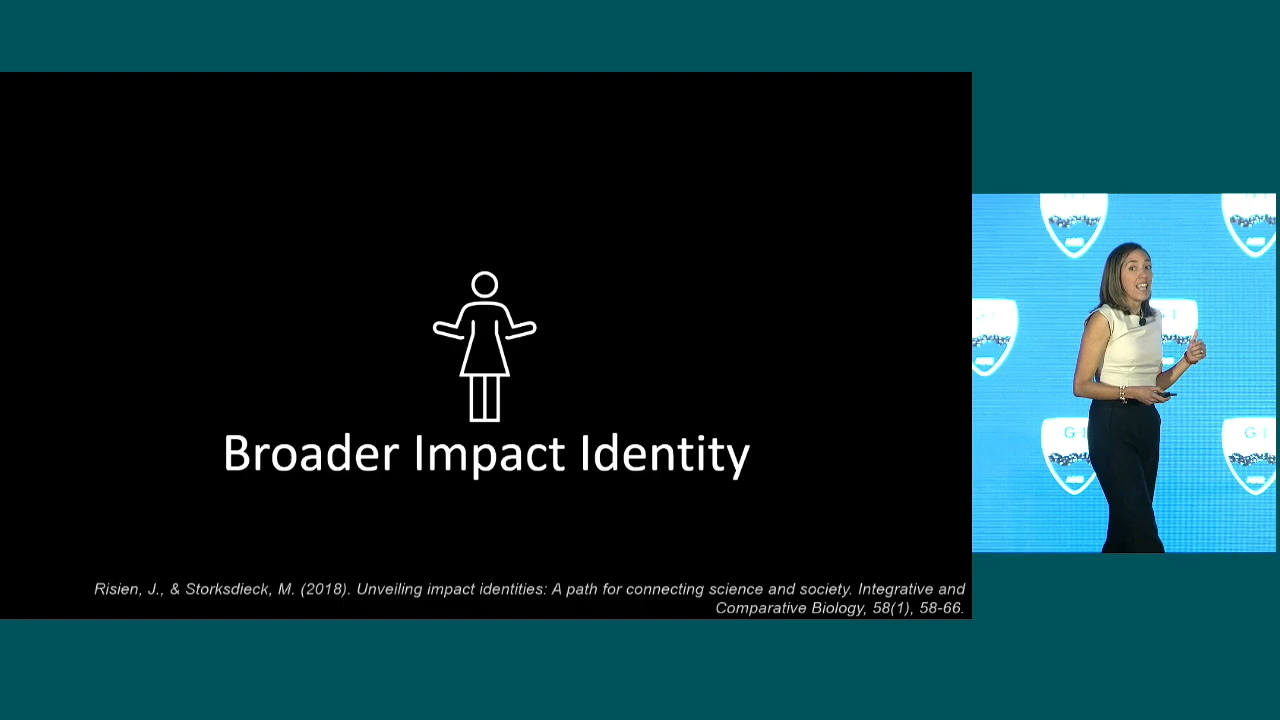 Broader Impact Identity
Risien, J., & Storksdieck, M. (2018). Unveiling impact identities: A path for connecting science and society. Integrative and
Comparative Biology, 58(1), 58-66.
G I
G I